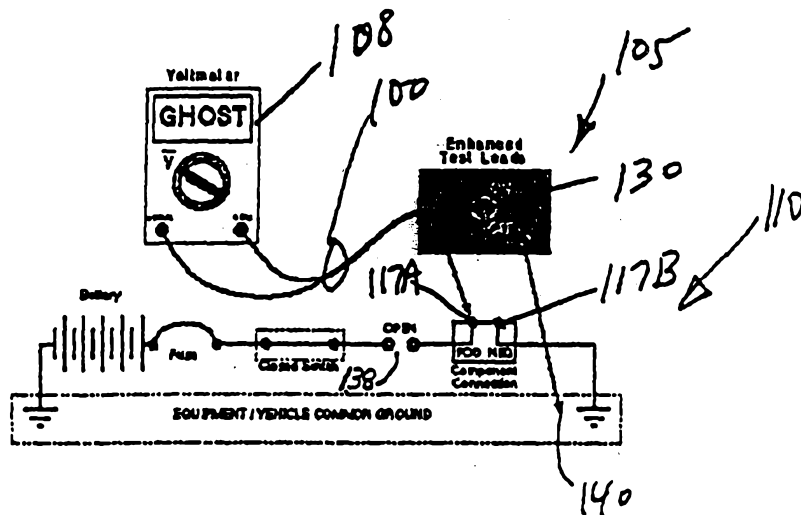 108
105
Voltmeter
100
GHOST
Enhanced
Test Leads
V
130
110
117A
117B
Battery
OPEN
Fuse
Closed Switch
138
POD NEG
Component
Connection
EQUIPMENT/VEHICLE COMMON GROUND
140